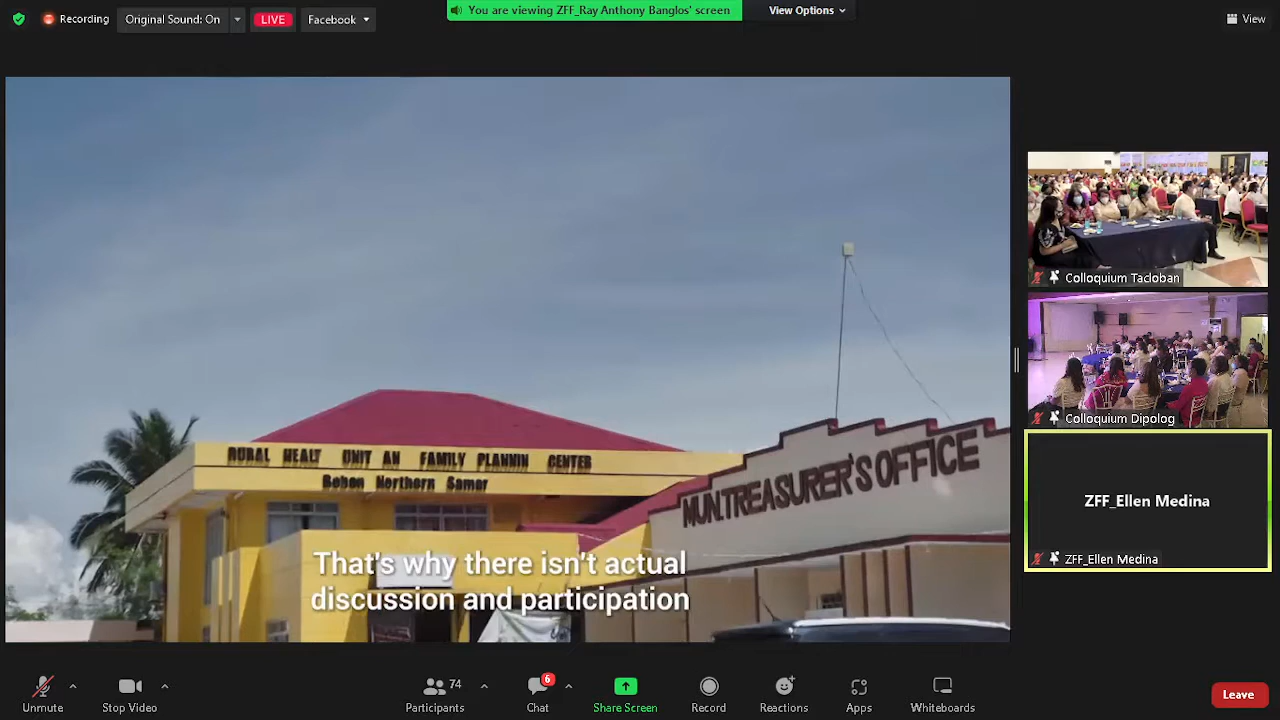 Recording
Original Sound: On
LIVE
Facebook
You are viewing ZFF_Ray Anthony Banglos' screen
View Options
View
RURAL HEALT UNIT AN FAMILY PLANNIN CENTER
Bobon Northern Samar
MUN.TREASURER'S OFFICE
That's why there isn't actual
discussion and participation
Colloquium Tacloban
Colloquium Dipolog
ZFF_Ellen Medina
ZFF_Ellen Medina
Unmute
Stop Video
Participants
74
Chat
6
Share Screen
Record
Reactions
Apps
Whiteboards
Leave